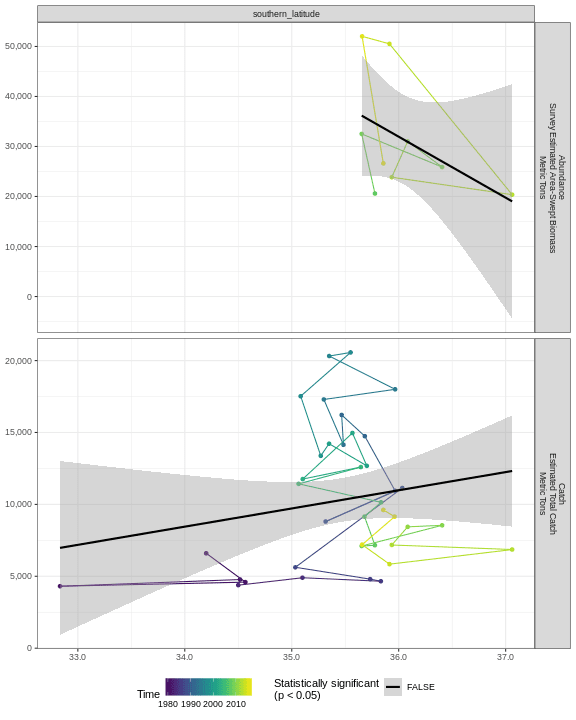 southern_latitude
50,000
40,000
30,000
20,000
10,000
0
Abundance
Survey Estimated Area-Swept Biomass
Metric Tons
20,000
15,000
10,000
5,000
0
Catch
Estimated Total Catch
Metric Tons
33.0 34.0 35.0 36.0 37.0
Time
1980 1990 2000 2010
Statistically significant
(p < 0.05)
FALSE